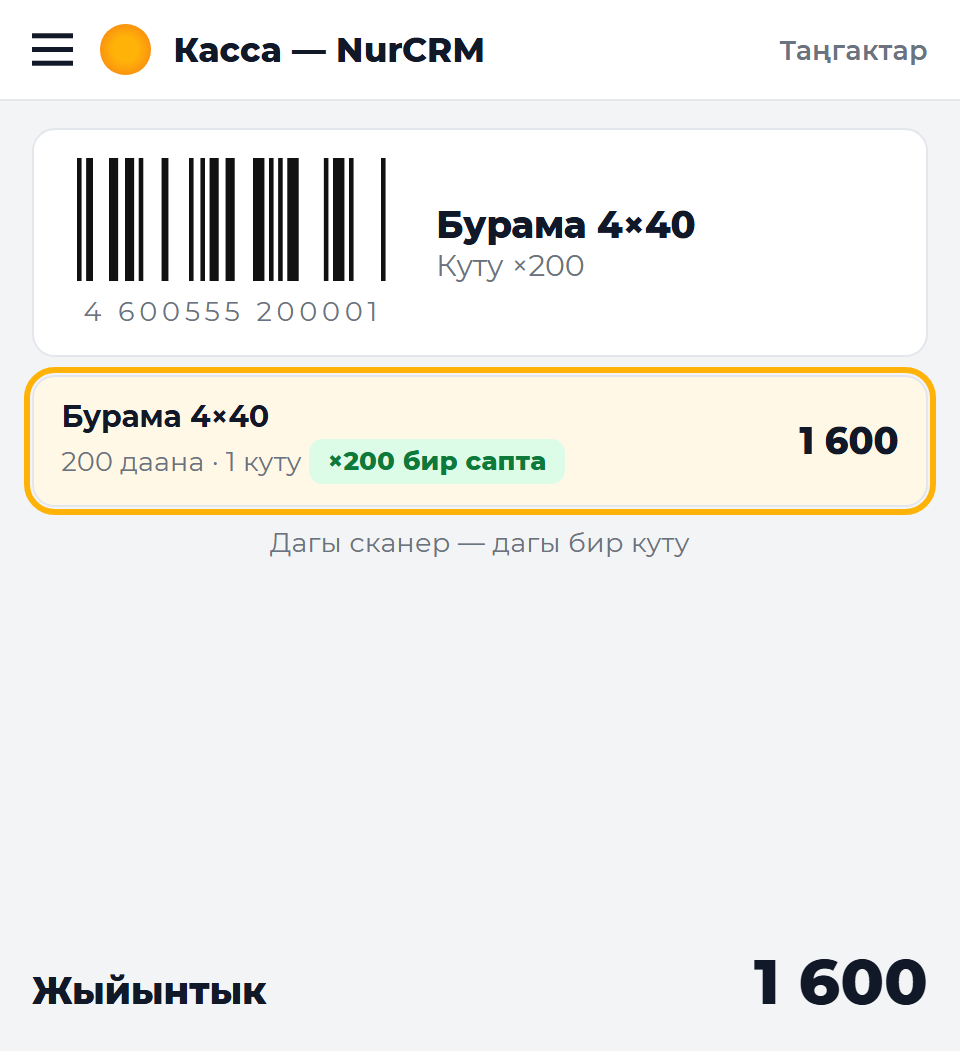 Касса — NurCRM
Таңгактар
Бурама 4×40
Куту ×200
4 600555 200001
Бурама 4×40
200 даана · 1 куту ×200 бир сапта
1 600
Дагы сканер — дагы бир куту
Жыйынтык
1 600